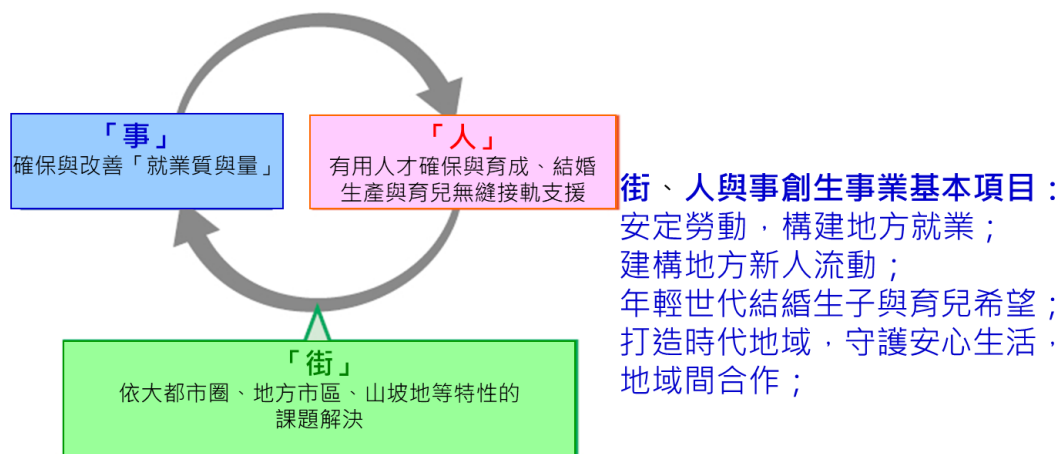 「事」
確保與改善「就業質與量」
「人」
有用人才確保與育成、結婚
生產與育兒無縫接軌支援
「街」
依大都市圈、地方市區、山坡地等特性的
課題解決
街、人與事創生事業基本項目：
安定勞動，構建地方就業；
建構地方新人流動；
年輕世代結緍生子與育兒希望；
打造時代地域，守護安心生活，
地域間合作；